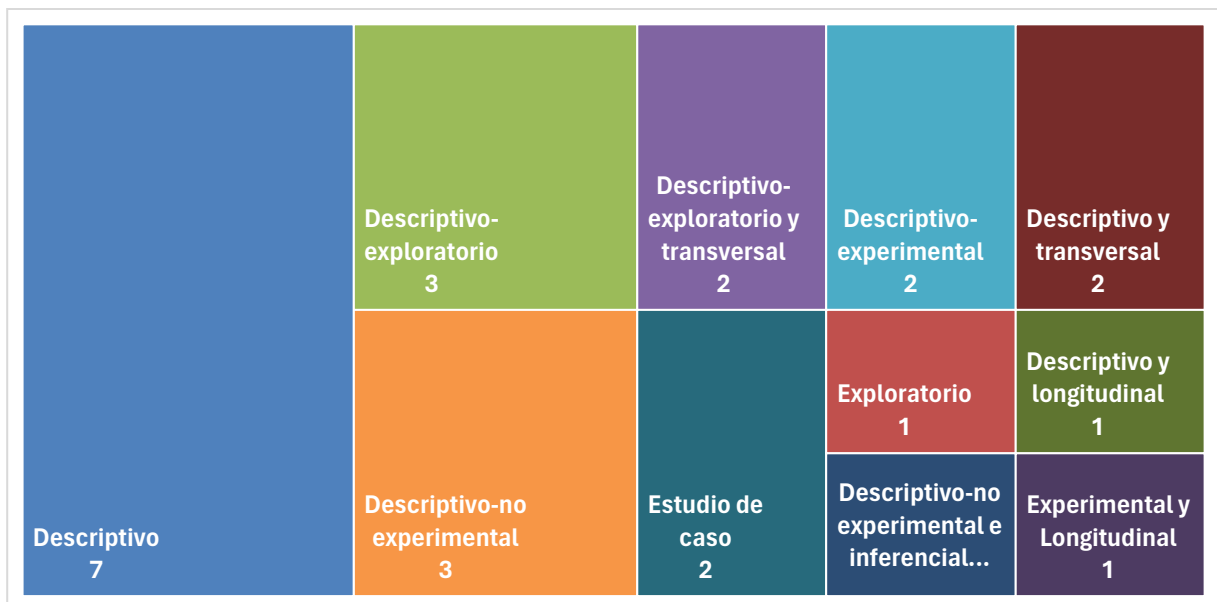 Descriptivo
7
Descriptivo-
exploratorio
3
Descriptivo-no
experimental
3
Descriptivo-
exploratorio y
transversal
2
Estudio de
caso
2
Descriptivo-
experimental
2
Descriptivo y
transversal
2
Exploratorio
1
Descriptivo y
longitudinal
1
Descriptivo-no
experimental e
inferencial...
Experimental y
Longitudinal
1